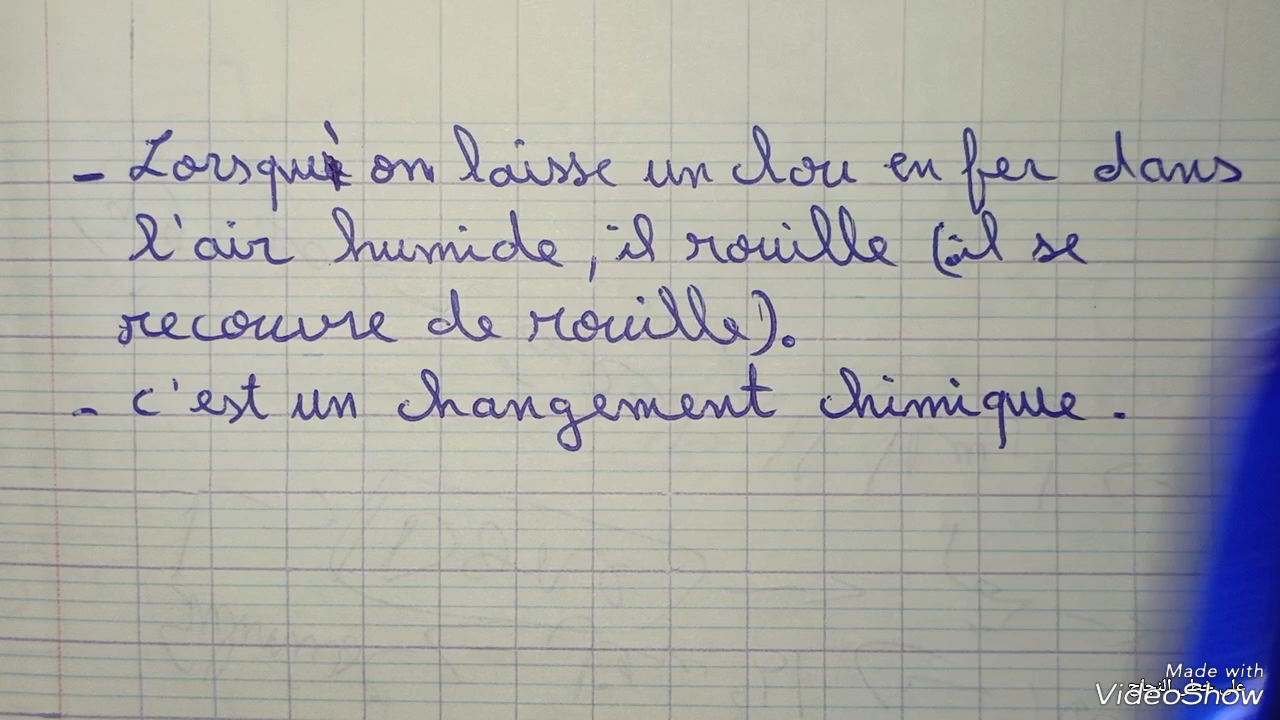 - Lorsqu'on laisse un clou en fer dans
l'air humide, il rouille (il se
recouvre de rouille).
- c'est un changement chimique.
Made with
VideoShow